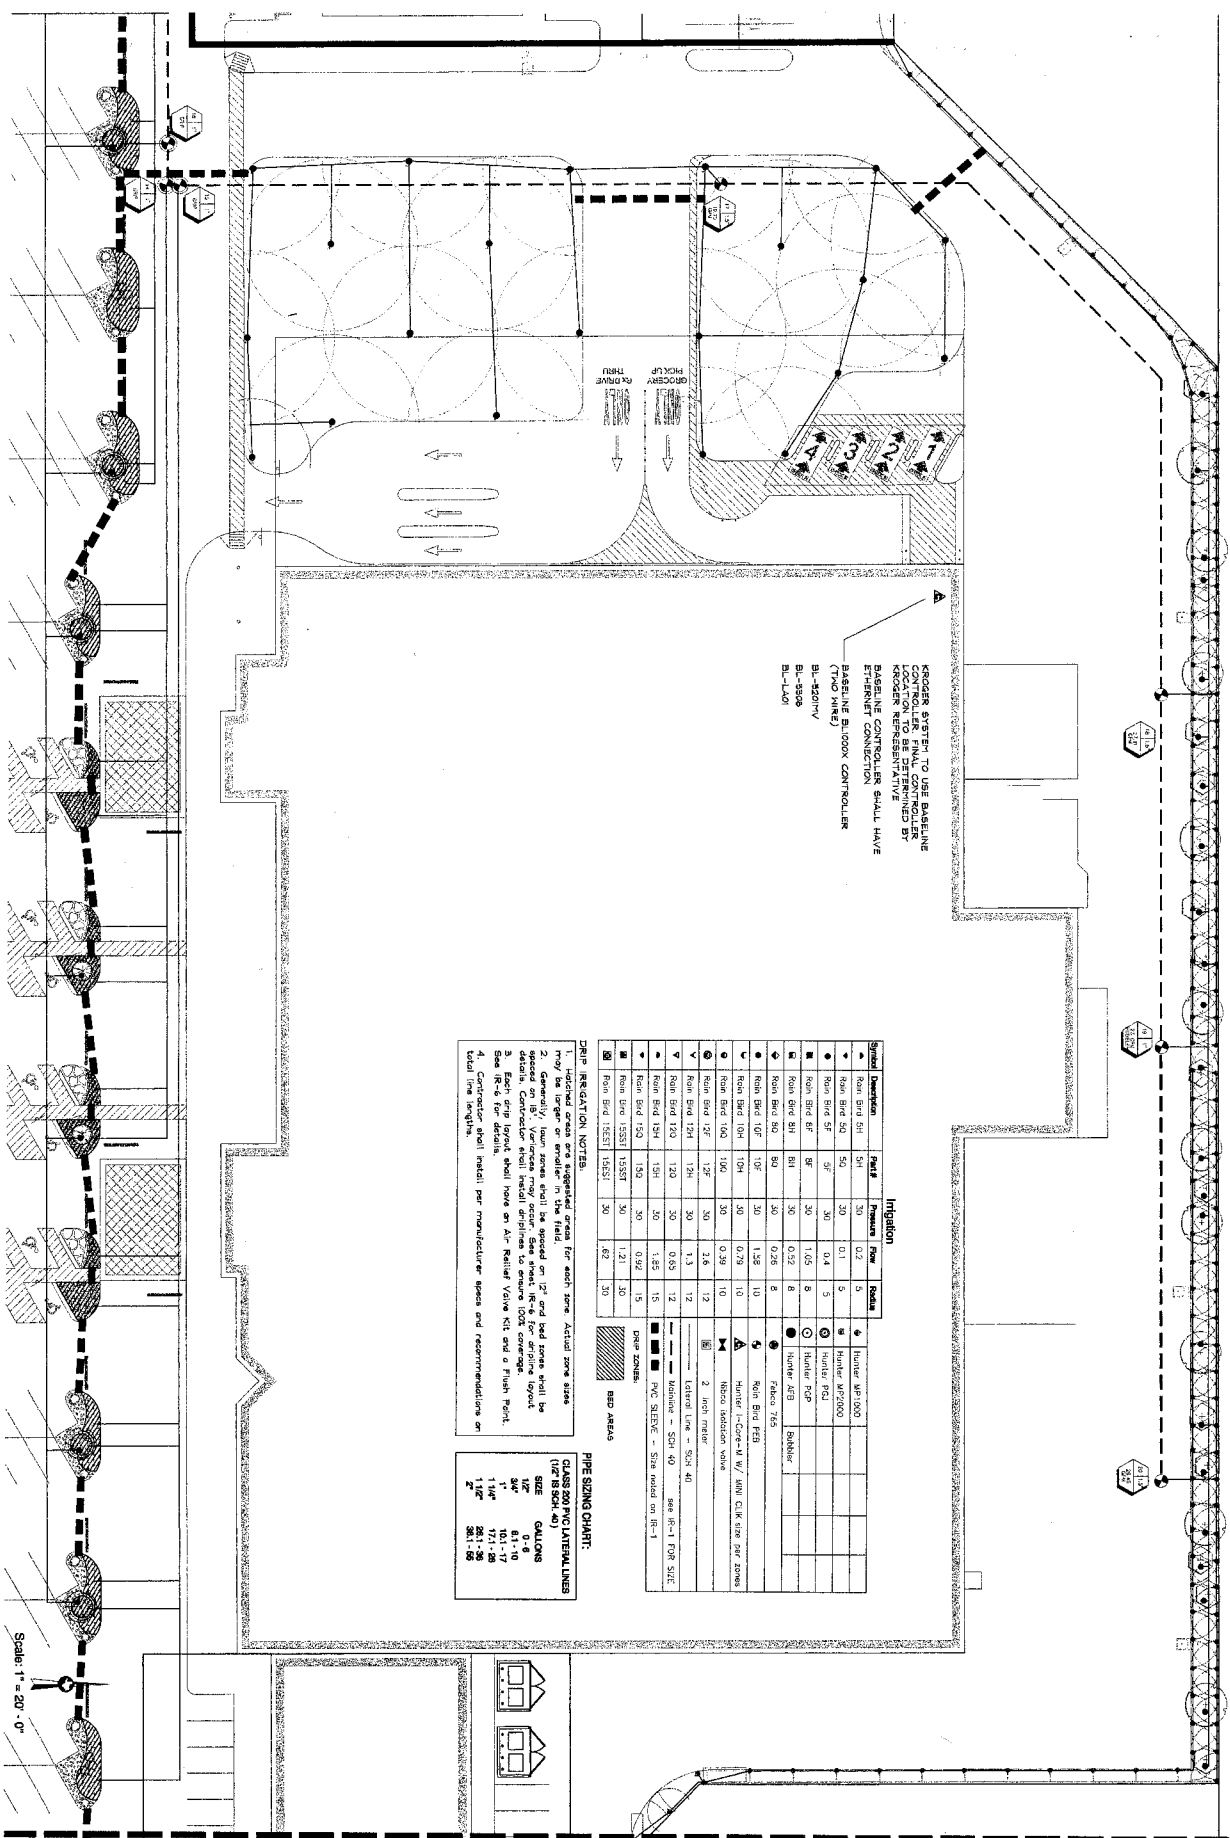 GROCERY
PICK UP
Rx DRIVE
THRU
1
2
3
4
KROGER SYSTEM TO USE BASELINE
CONTROLLER. FINAL CONTROLLER
LOCATION TO BE DETERMINED BY
KROGER REPRESENTATIVE
BASELINE CONTROLLER SHALL HAVE
ETHERNET CONNECTION
BASELINE BL1000X CONTROLLER
(TWO WIRE)
BL-5201MV
BL-5308
BL-LA01
Irrigation
Symbol Description Part# Pressure Flow Radius
Rain Bird 5H 5H 30 0.2 5
Rain Bird 5Q 5Q 30 0.1 5
Rain Bird 5F 5F 30 0.4 5
Rain Bird 8F 8F 30 1.05 8
Rain Bird 8H 8H 30 0.52 8
Rain Bird 8Q 8Q 30 0.26 8
Rain Bird 10F 10F 30 1.58 10
Rain Bird 10H 10H 30 0.79 10
Rain Bird 10Q 10Q 30 0.39 10
Rain Bird 12F 12F 30 2.6 12
Rain Bird 12H 12H 30 1.3 12
Rain Bird 12Q 12Q 30 0.65 12
Rain Bird 15H 15H 30 1.85 15
Rain Bird 15Q 15Q 30 0.92 15
Rain Bird 15SST 15SST 30 1.21 30
Rain Bird 15EST 15EST 30 .62 30
Hunter MP1000
Hunter MP2000
Hunter PGJ
Hunter PGP
Hunter AFB Bubbler
Febco 765
Rain Bird PEB
Hunter I-Core-M W/ MINI CLIK size per zones
Nibco isolation valve
2 inch meter
Lateral Line - SCH 40
Mainline - SCH 40 see IR-1 FOR SIZE
PVC SLEEVE - Size noted on IR-1
DRIP ZONES:
BED AREAS
DRIP IRRIGATION NOTES:
1. Hatched areas are suggested areas for each zone. Actual zone sizes
may be larger or smaller in the field.
2. Generally, lawn zones shall be spaced on 12" and bed zones shall be
spaced on 18". Variances may occur. See sheet IR-6 for dripline layout
details. Contractor shall install driplines to ensure 100% coverage.
3. Each drip layout shall have an Air Relief Valve Kit and a Flush Point.
See IR-6 for details.
4. Contractor shall install per manufacturer specs and recommendations on
total line lengths.
PIPE SIZING CHART:
CLASS 200 PVC LATERAL LINES
(1/2" IS SCH. 40)
SIZE GALLONS
1/2" 0 - 6
3/4" 6.1 - 10
1" 10.1 - 17
1 1/4" 17.1 - 26
1 1/2" 26.1 - 36
2" 36.1 - 56
Scale: 1" = 20' - 0"